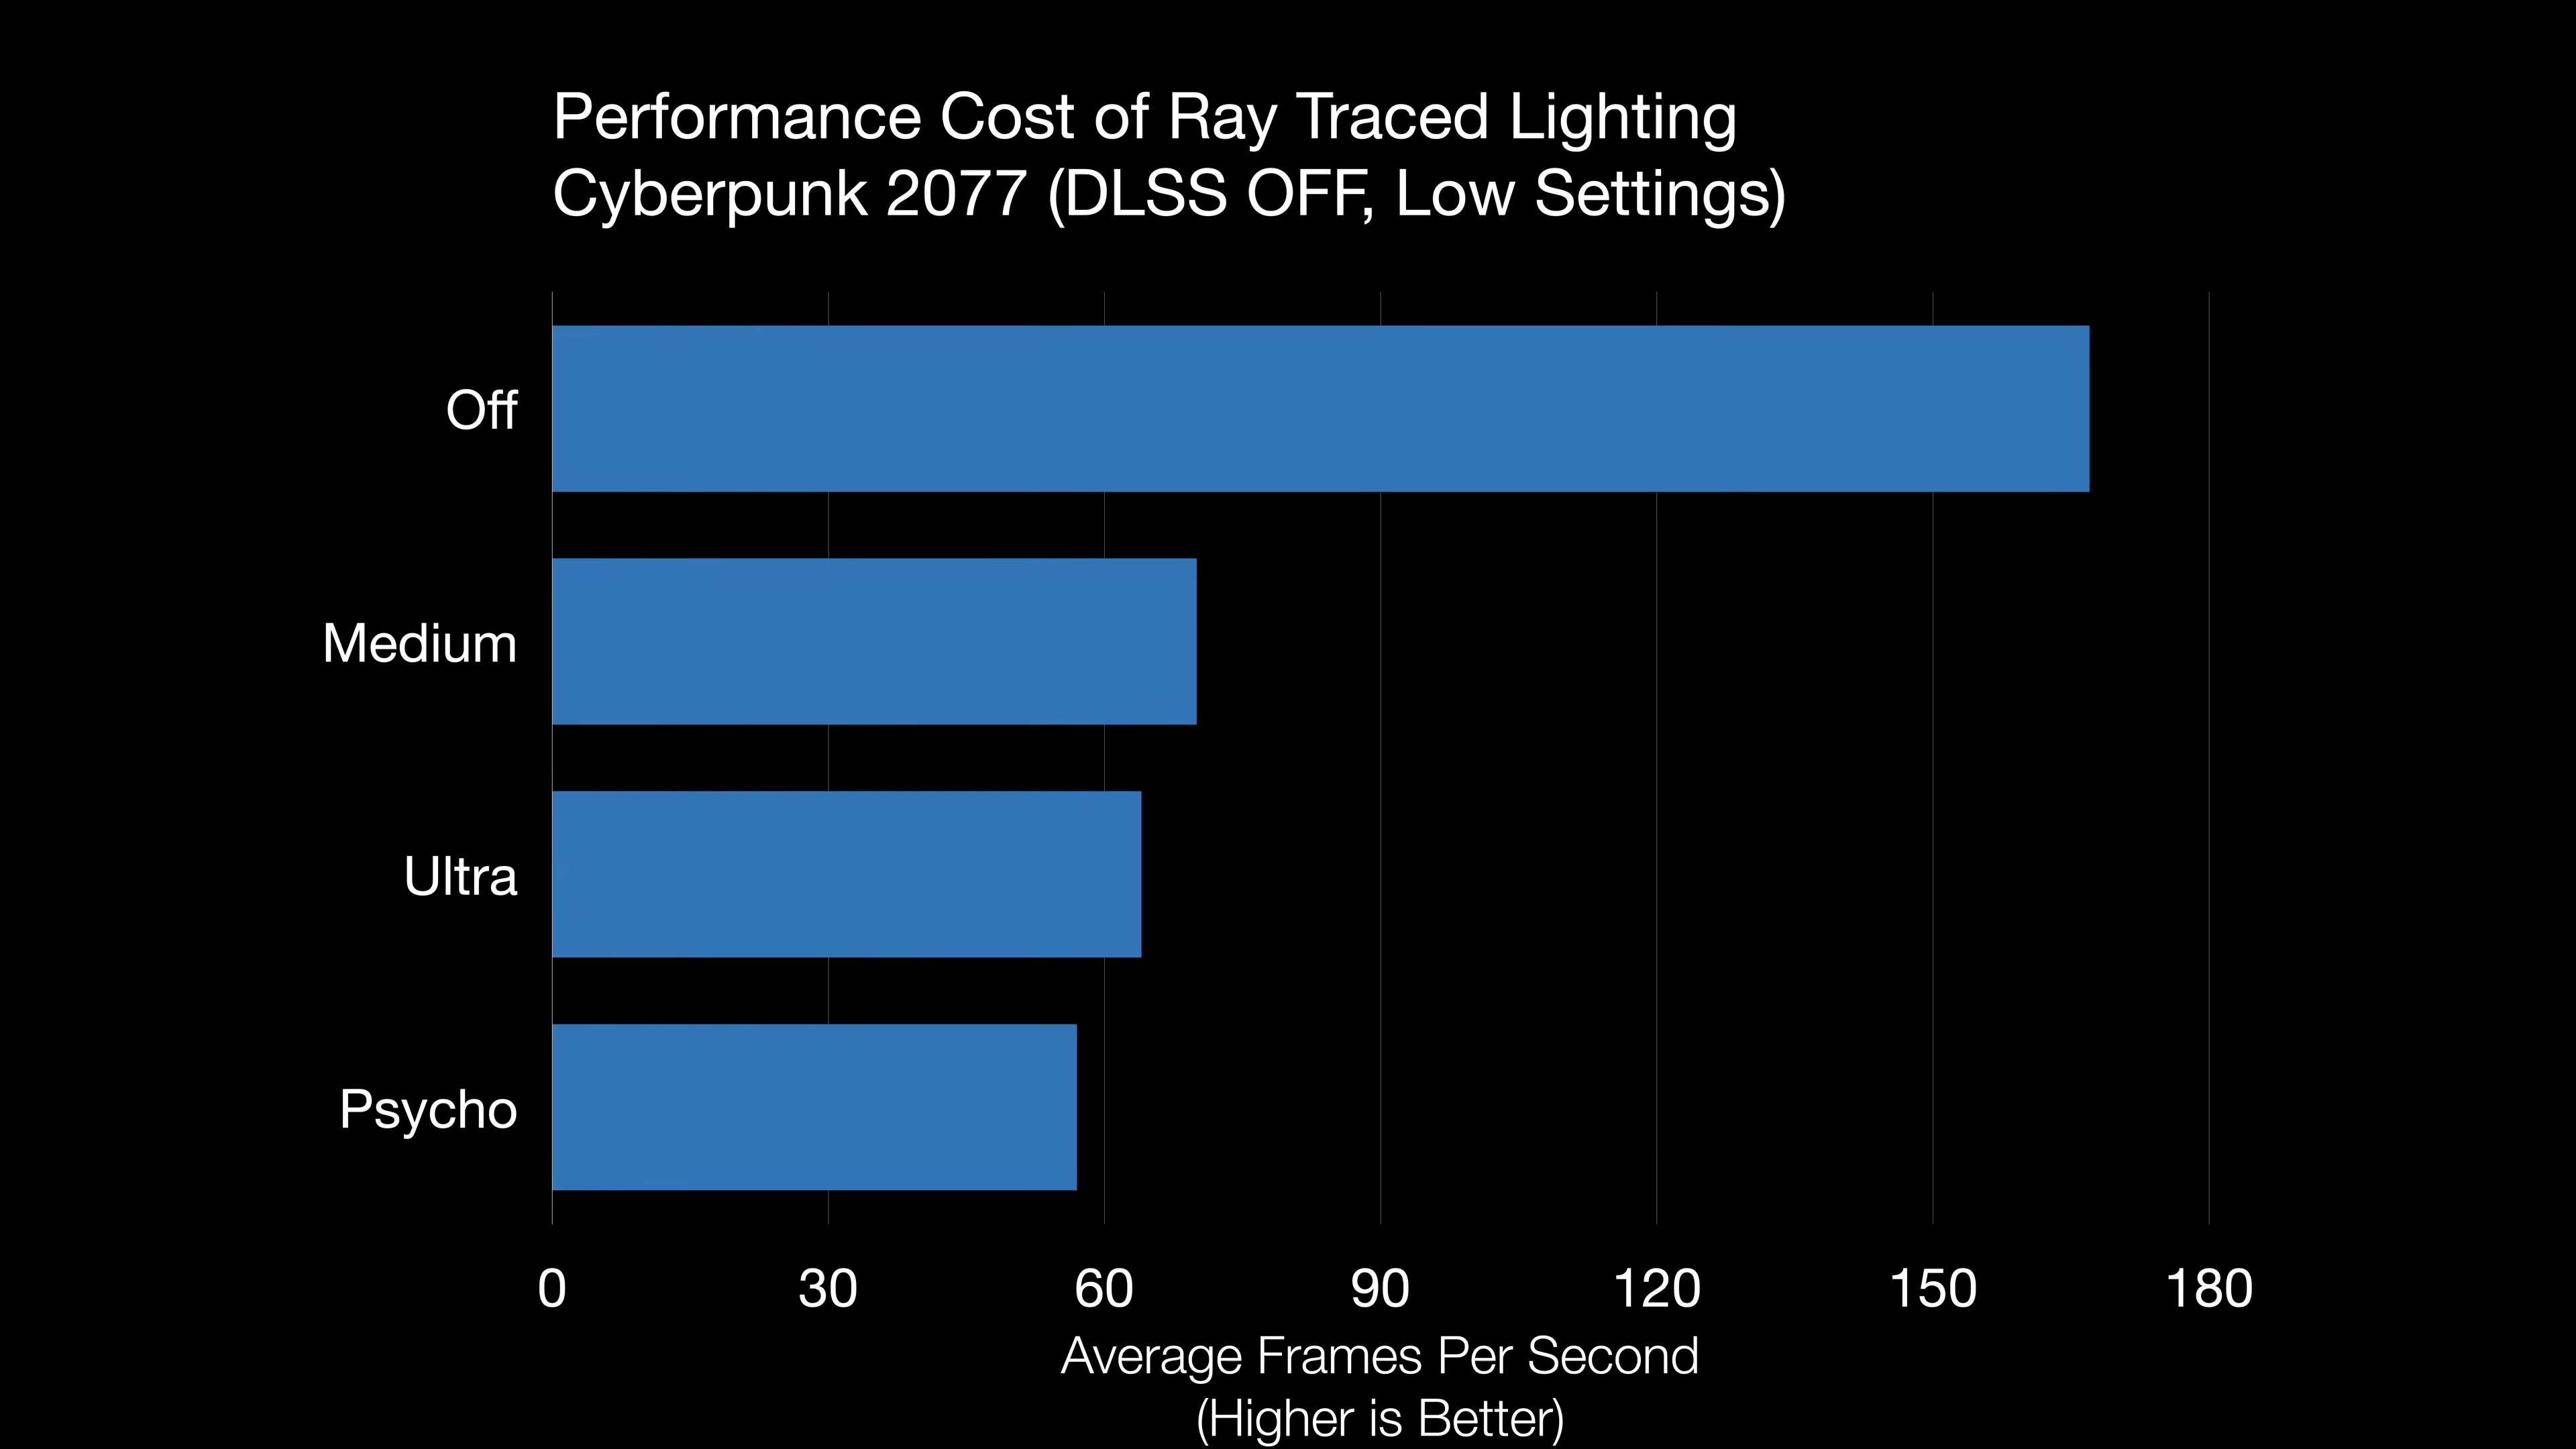 Performance Cost of Ray Traced Lighting
Cyberpunk 2077 (DLSS OFF, Low Settings)
Off
Medium
Ultra
Psycho
0 30 60 90 120 150 180
Average Frames Per Second
(Higher is Better)